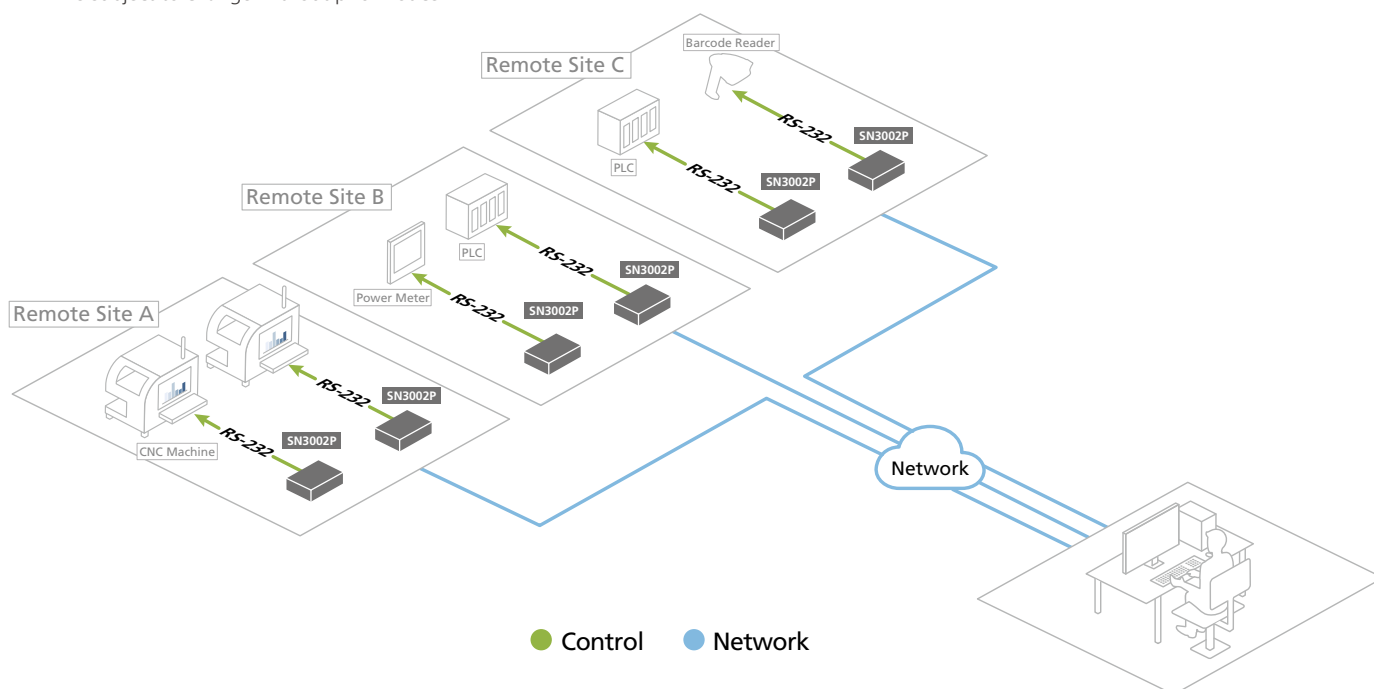 Barcode Reader
Remote Site C
RS-232
SN3002P
PLC
RS-232
SN3002P
Remote Site B
PLC
RS-232
SN3002P
Power Meter
RS-232
SN3002P
Remote Site A
RS-232
SN3002P
CNC Machine
RS-232
SN3002P
Network
Control
Network